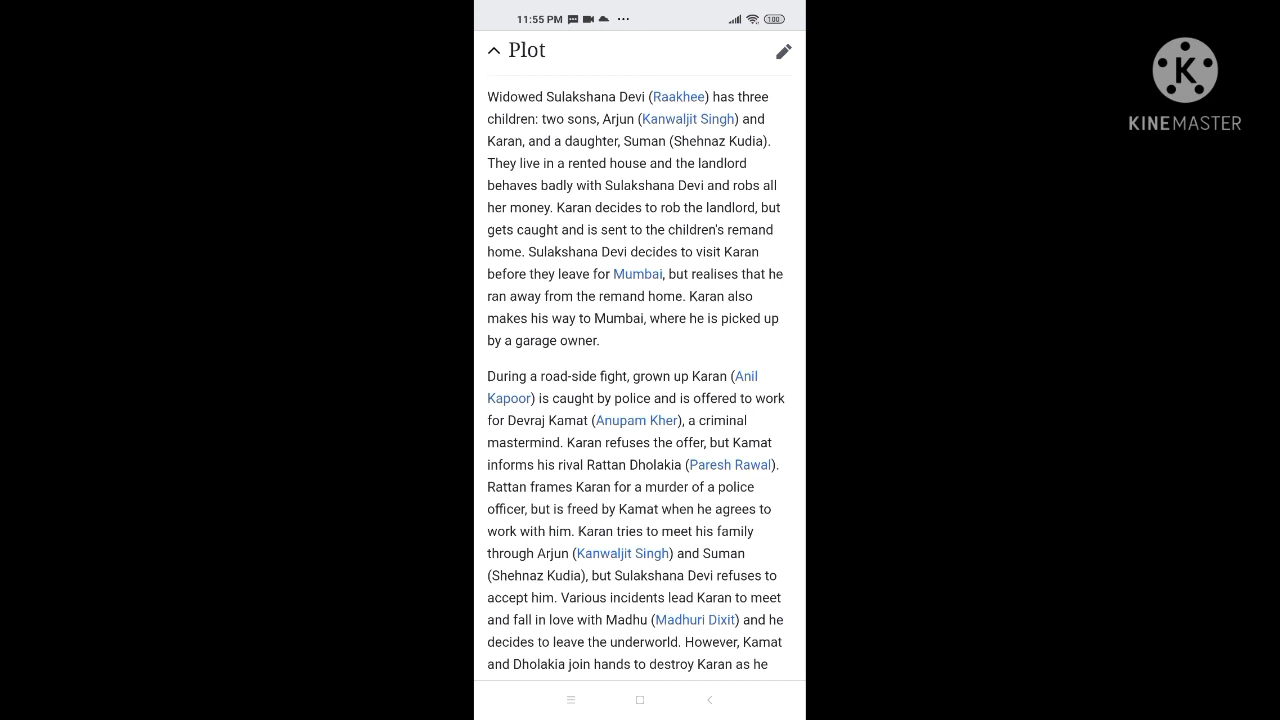 11:55 PM
100
Plot
Widowed Sulakshana Devi (Raakhee) has three
children: two sons, Arjun (Kanwaljit Singh) and
Karan, and a daughter, Suman (Shehnaz Kudia).
They live in a rented house and the landlord
behaves badly with Sulakshana Devi and robs all
her money. Karan decides to rob the landlord, but
gets caught and is sent to the children's remand
home. Sulakshana Devi decides to visit Karan
before they leave for Mumbai, but realises that he
ran away from the remand home. Karan also
makes his way to Mumbai, where he is picked up
by a garage owner.
During a road-side fight, grown up Karan (Anil
Kapoor) is caught by police and is offered to work
for Devraj Kamat (Anupam Kher), a criminal
mastermind. Karan refuses the offer, but Kamat
informs his rival Rattan Dholakia (Paresh Rawal).
Rattan frames Karan for a murder of a police
officer, but is freed by Kamat when he agrees to
work with him. Karan tries to meet his family
through Arjun (Kanwaljit Singh) and Suman
(Shehnaz Kudia), but Sulakshana Devi refuses to
accept him. Various incidents lead Karan to meet
and fall in love with Madhu (Madhuri Dixit) and he
decides to leave the underworld. However, Kamat
and Dholakia join hands to destroy Karan as he
K
KINEMASTER